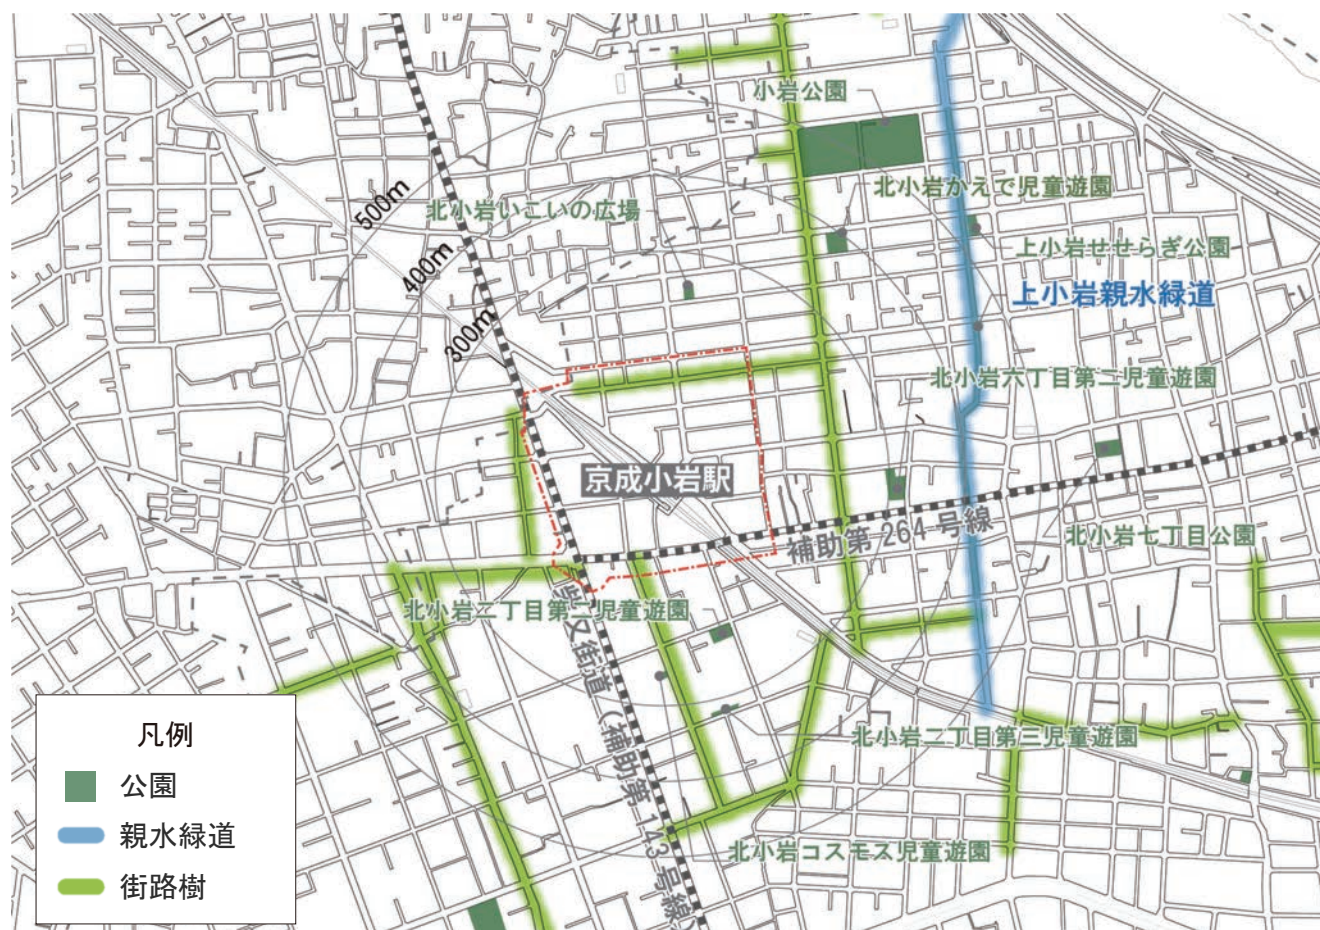 小岩公園
北小岩かえで児童遊園
北小岩いこいの広場
500m
400m
300m
上小岩せせらぎ公園
上小岩親水緑道
北小岩六丁目第二児童遊園
京成小岩駅
補助第 264 号線
北小岩七丁目公園
北小岩二丁目第二児童遊園
柴又街道（補助第 143 号線）
北小岩二丁目第三児童遊園
北小岩コスモス児童遊園
凡例
公園
親水緑道
街路樹